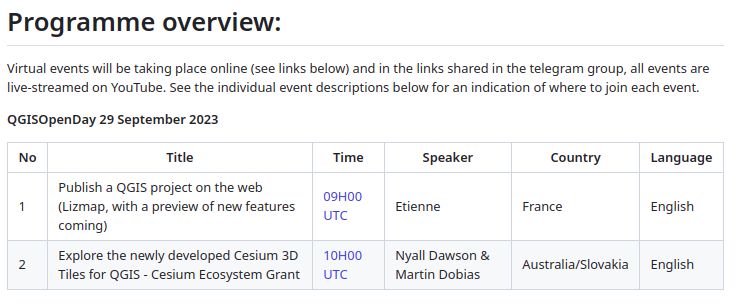 Programme overview:
Virtual events will be taking place online (see links below) and in the links shared in the telegram group, all events are
live-streamed on YouTube. See the individual event descriptions below for an indication of where to join each event.
QGISOpenDay 29 September 2023
No Title Time Speaker Country Language
1 Publish a QGIS project on the web (Lizmap, with a preview of new features coming) 09H00 UTC Etienne France English
2 Explore the newly developed Cesium 3D Tiles for QGIS - Cesium Ecosystem Grant 10H00 UTC Nyall Dawson & Martin Dobias Australia/Slovakia English